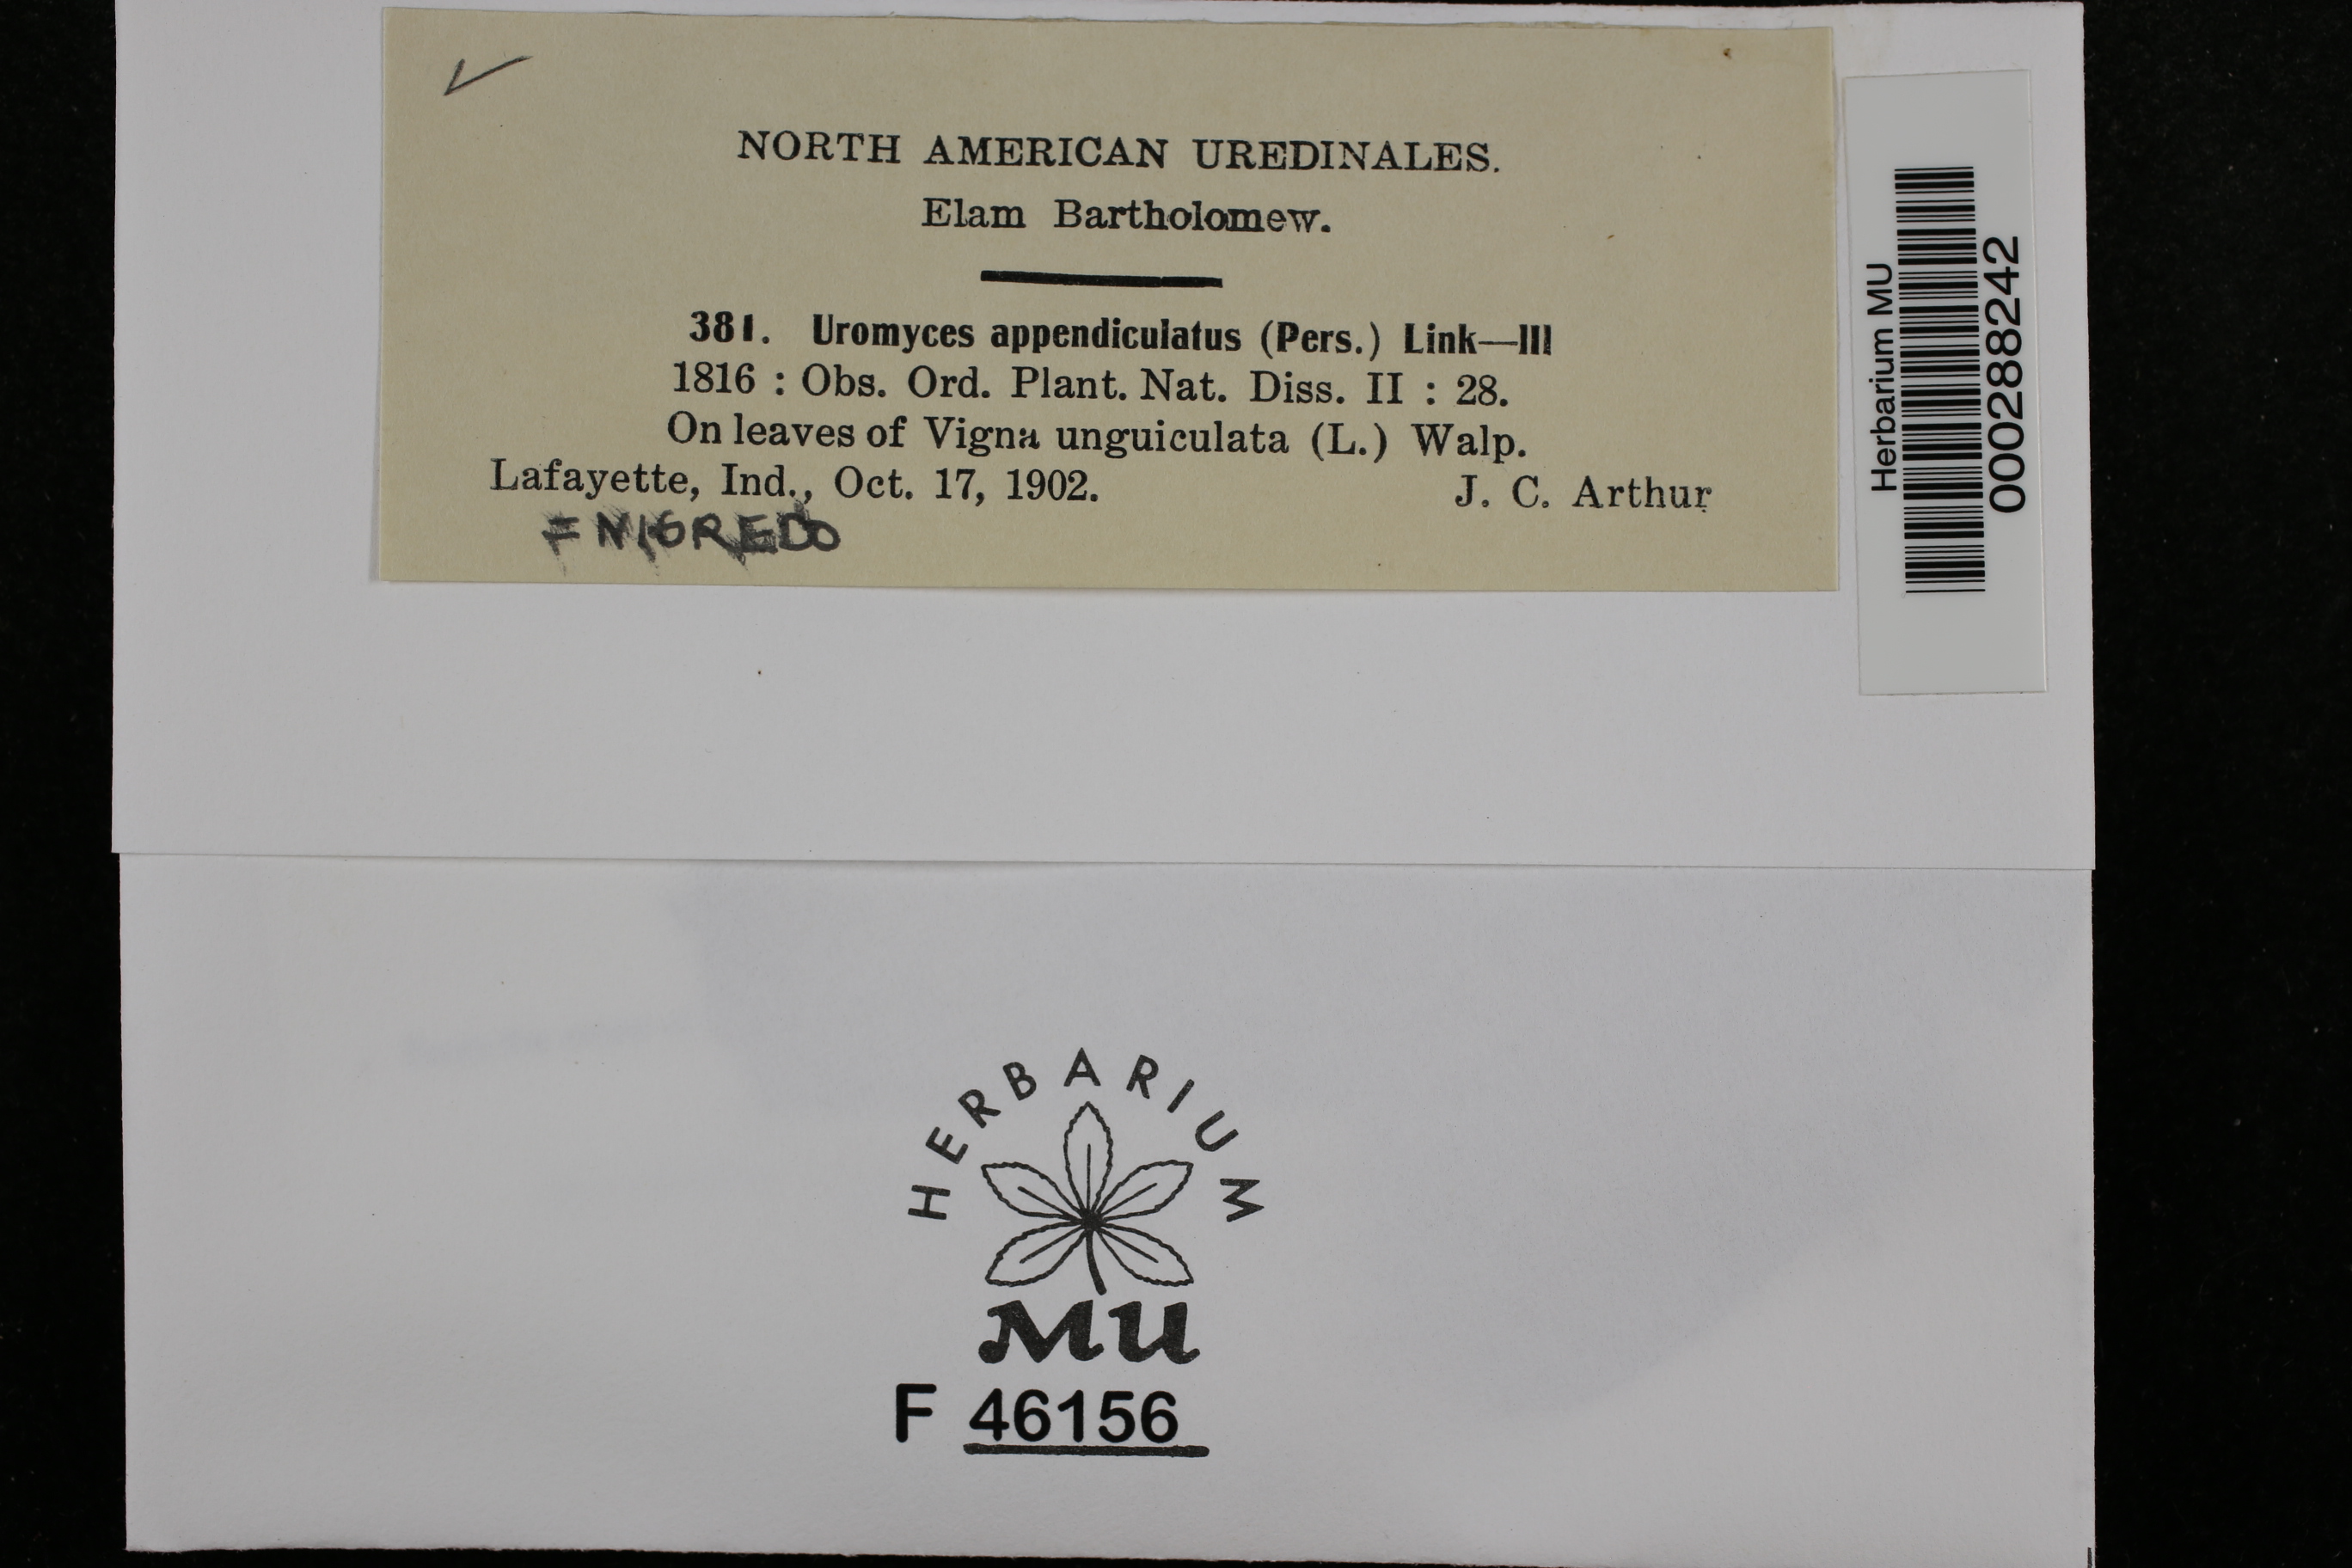 NORTH AMERICAN UREDINALES.
Elam Bartholomew.
381. Uromyces appendiculatus (Pers.) Link—III
1816 : Obs. Ord. Plant. Nat. Diss. II : 28.
On leaves of Vigna unguiculata (L.) Walp.
Lafayette, Ind., Oct. 17, 1902. J. C. Arthur
= NIGREDO
Herbarium MU
000288242
HERBARIUM
MU
F 46156